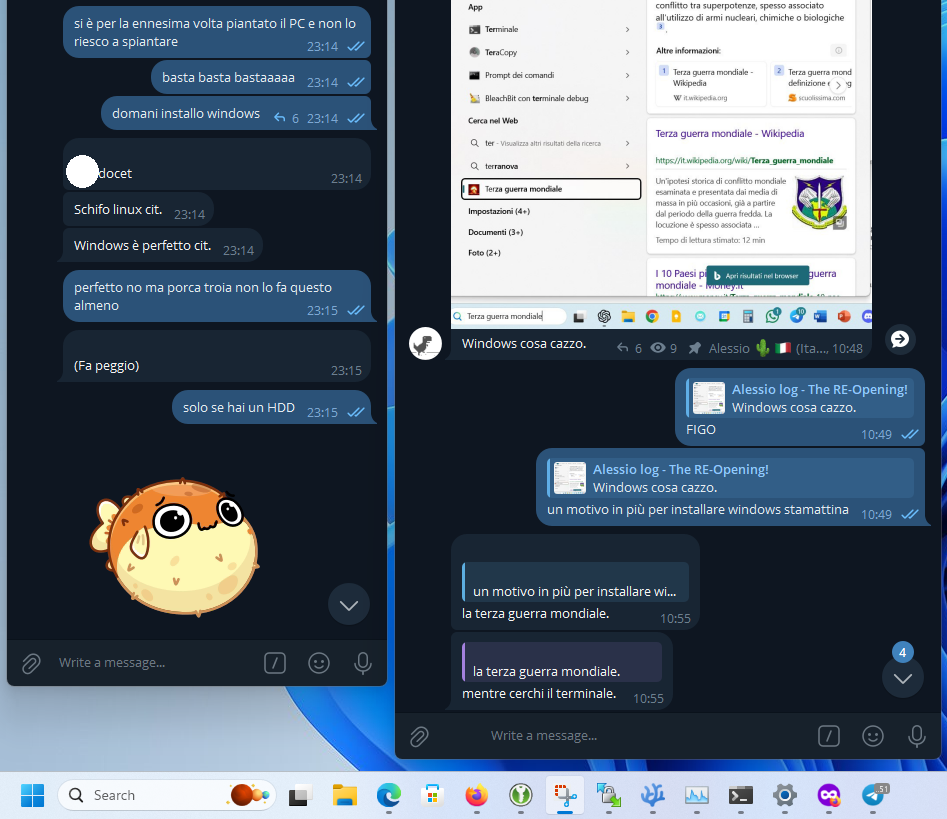 si è per la ennesima volta piantato il PC e non lo
riesco a spiantare
23:14
basta basta bastaaaaa
23:14
domani installo windows
6 23:14
docet
23:14
Schifo linux cit.
23:14
Windows è perfetto cit.
23:14
perfetto no ma porca troia non lo fa questo
almeno
23:15
(Fa peggio)
23:15
solo se hai un HDD
23:15
Write a message...
App
Terminale
TeraCopy
Prompt dei comandi
BleachBit con terminale debug
Cerca nel Web
ter - Visualizza altri risultati della ricerca
terranova
Terza guerra mondiale
Impostazioni (4+)
Documenti (3+)
Foto (2+)
conflitto tra superpotenze, spesso associato
all'utilizzo di armi nucleari, chimiche o biologiche
3
.
Altre informazioni:
1 Terza guerra mondiale -
Wikipedia
it.wikipedia.org
2 Terza guerra mond
definizione e
scuolissima.com
Terza guerra mondiale - Wikipedia
https://it.wikipedia.org/wiki/Terza_guerra_mondiale
Un'ipotesi storica di conflitto mondiale
esaminata e presentata dai media di
massa in più occasioni, già a partire
dal periodo della guerra fredda. La
locuzione è spesso associata ...
Tempo di lettura stimato: 12 min
I 10 Paesi p
guerra
mondiale - Money.it
Apri risultati nel browser
Terza guerra mondiale
Windows cosa cazzo.
6 9 Alessio (Ita..., 10:48
Alessio log - The RE-Opening!
Windows cosa cazzo.
FIGO
10:49
Alessio log - The RE-Opening!
Windows cosa cazzo.
un motivo in più per installare windows stamattina
10:49
un motivo in più per installare wi...
la terza guerra mondiale.
10:55
la terza guerra mondiale.
mentre cerchi il terminale.
10:55
4
Write a message...
Search
51